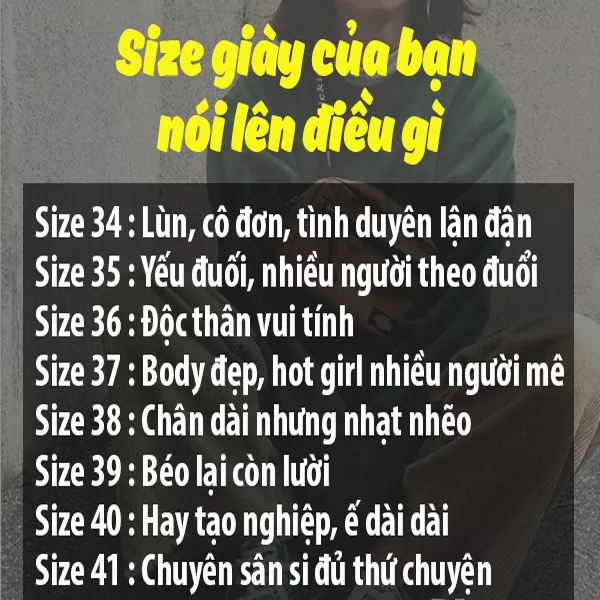 Size giày của bạn
nói lên điều gì
Size 34 : Lùn, cô đơn, tình duyên lận đận
Size 35 : Yếu đuối, nhiều người theo đuổi
Size 36 : Độc thân vui tính
Size 37 : Body đẹp, hot girl nhiều người mê
Size 38 : Chân dài nhưng nhạt nhẽo
Size 39 : Béo lại còn lười
Size 40 : Hay tạo nghiệp, ế dài dài
Size 41 : Chuyên sân si đủ thứ chuyện